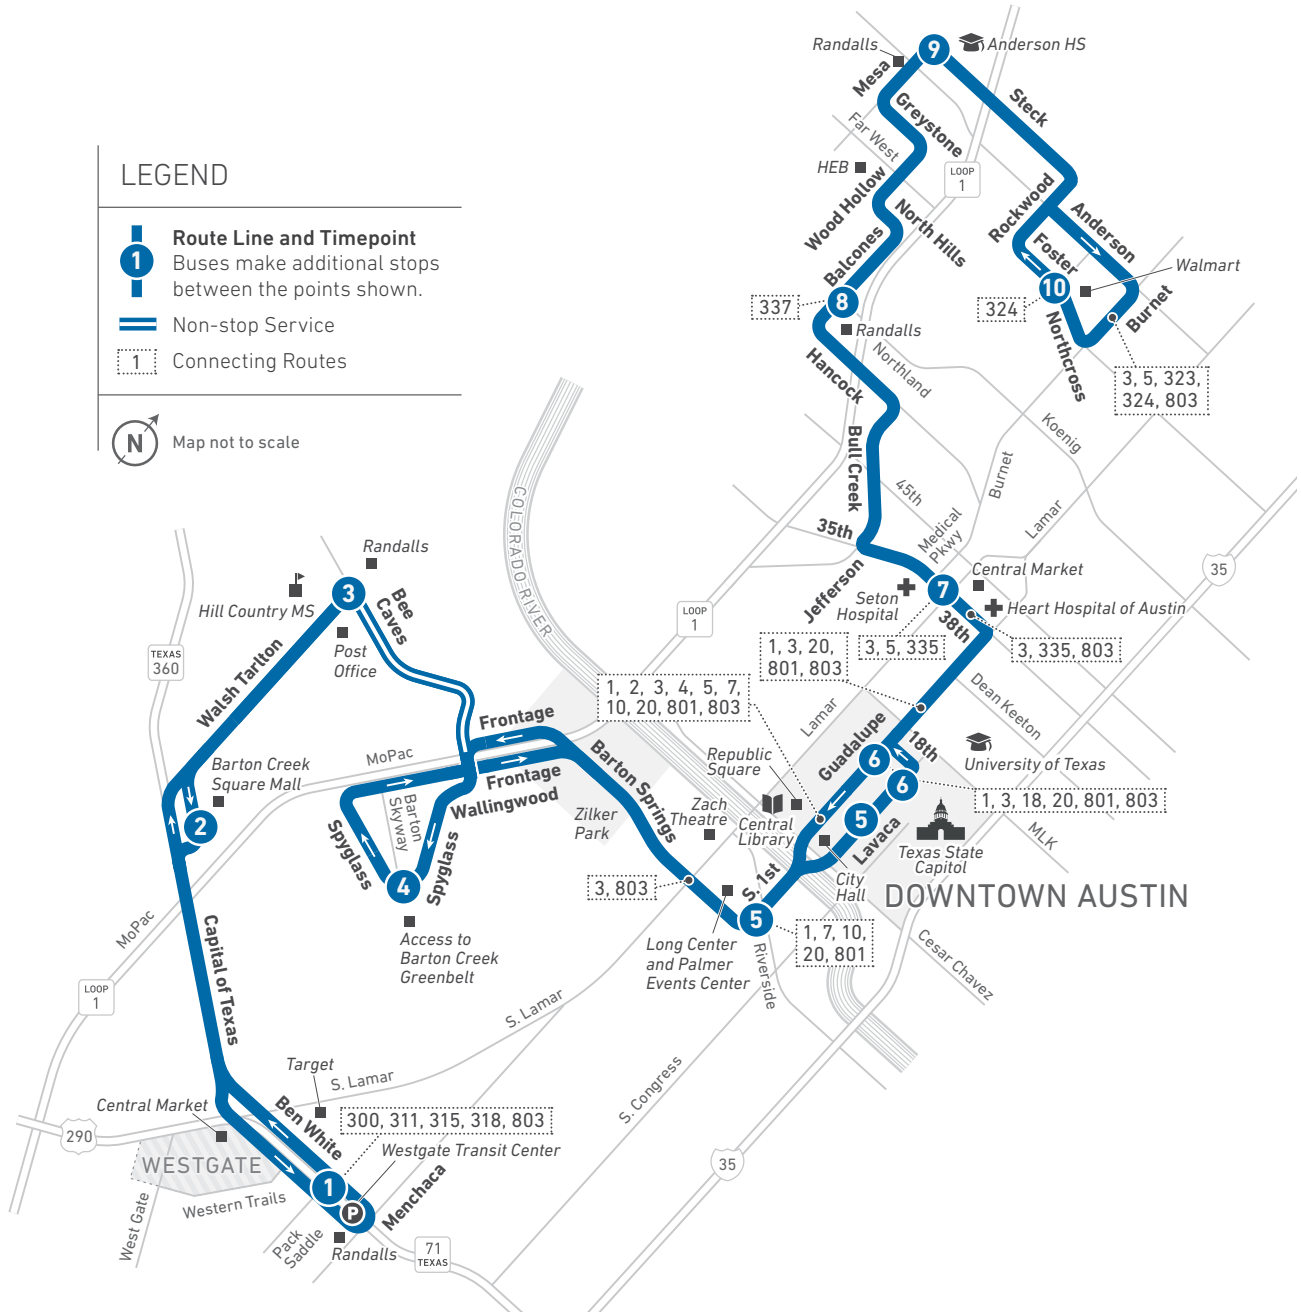 Randalls
9
Anderson HS
Mesa
Steck
Greystone
Far West
LOOP
1
HEB
Wood Hollow
North Hills
Rockwood
Anderson
Balcones
Foster
Walmart
337
8
324
10
Burnet
Randalls
Northcross
3, 5, 323,
324, 803
Hancock
Northland
Koenig
Bull Creek
Burnet
45th
Lamar
35th
Medical
Pkwy
Jefferson
Seton
Hospital
7
Central Market
Heart Hospital of Austin
38th
35
LEGEND
1
Route Line and Timepoint
Buses make additional stops
between the points shown.
Non-stop Service
1
Connecting Routes
N
Map not to scale
COLORADO RIVER
LOOP
1
1, 3, 20,
801, 803
3, 5, 335
3, 335, 803
Dean Keeton
1, 2, 3, 4, 5, 7,
10, 20, 801, 803
Lamar
Guadalupe
18th
Republic
Square
6
6
University of Texas
1, 3, 18, 20, 801, 803
Zach
Theatre
Central
Library
5
Lavaca
Texas State
Capitol
MLK
City
Hall
DOWNTOWN AUSTIN
Randalls
Hill Country MS
3
Bee
Caves
Post
Office
TEXAS
360
Walsh Tarlton
Barton Creek
Square Mall
2
MoPac
Frontage
Frontage
Wallingwood
Barton
Skyway
Spyglass
Spyglass
4
Access to
Barton Creek
Greenbelt
Barton Springs
Zilker
Park
3, 803
S. 1st
5
Long Center
and Palmer
Events Center
Riverside
1, 7, 10,
20, 801
Cesar Chavez
MoPac
LOOP
1
Capital of Texas
S. Lamar
S. Lamar
S. Congress
35
Target
Central Market
290
Ben White
300, 311, 315, 318, 803
Westgate Transit Center
WESTGATE
1
P
Menchaca
Western Trails
West Gate
Pack
Saddle
Randalls
71
TEXAS